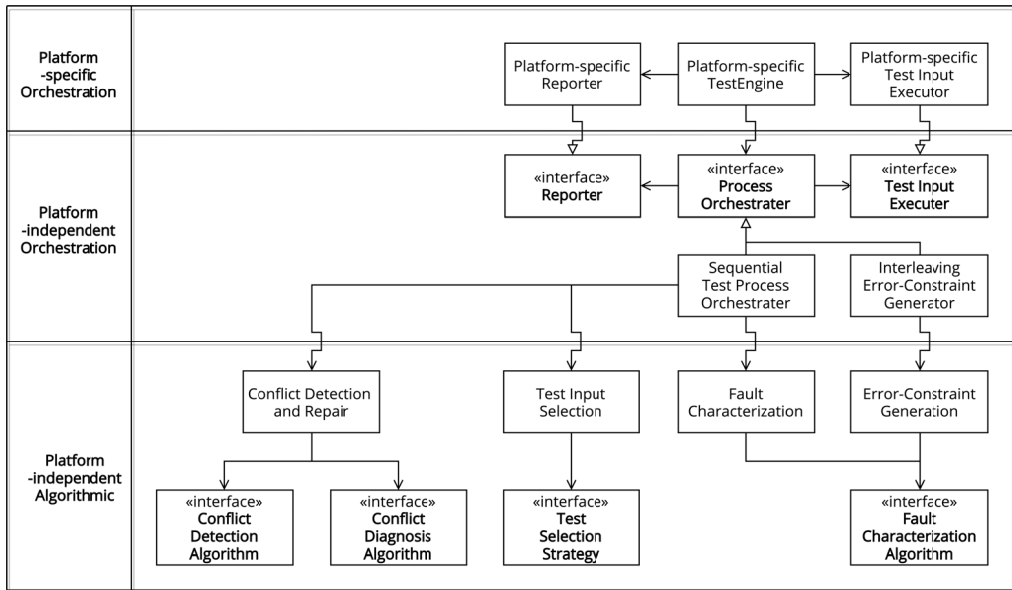 Platform
-specific
Orchestration
Platform-specific
Reporter
Platform-specific
TestEngine
Platform-specific
Test Input
Executor
Platform
-independent
Orchestration
«interface»
Reporter
«interface»
Process
Orchestrater
«interface»
Test Input
Executer
Sequential
Test Process
Orchestrater
Interleaving
Error-Constraint
Generator
Platform
-independent
Algorithmic
Conflict Detection
and Repair
Test Input
Selection
Fault
Characterization
Error-Constraint
Generation
«interface»
Conflict
Detection
Algorithm
«interface»
Conflict
Diagnosis
Algorithm
«interface»
Test
Selection
Strategy
«interface»
Fault
Characterization
Algorithm